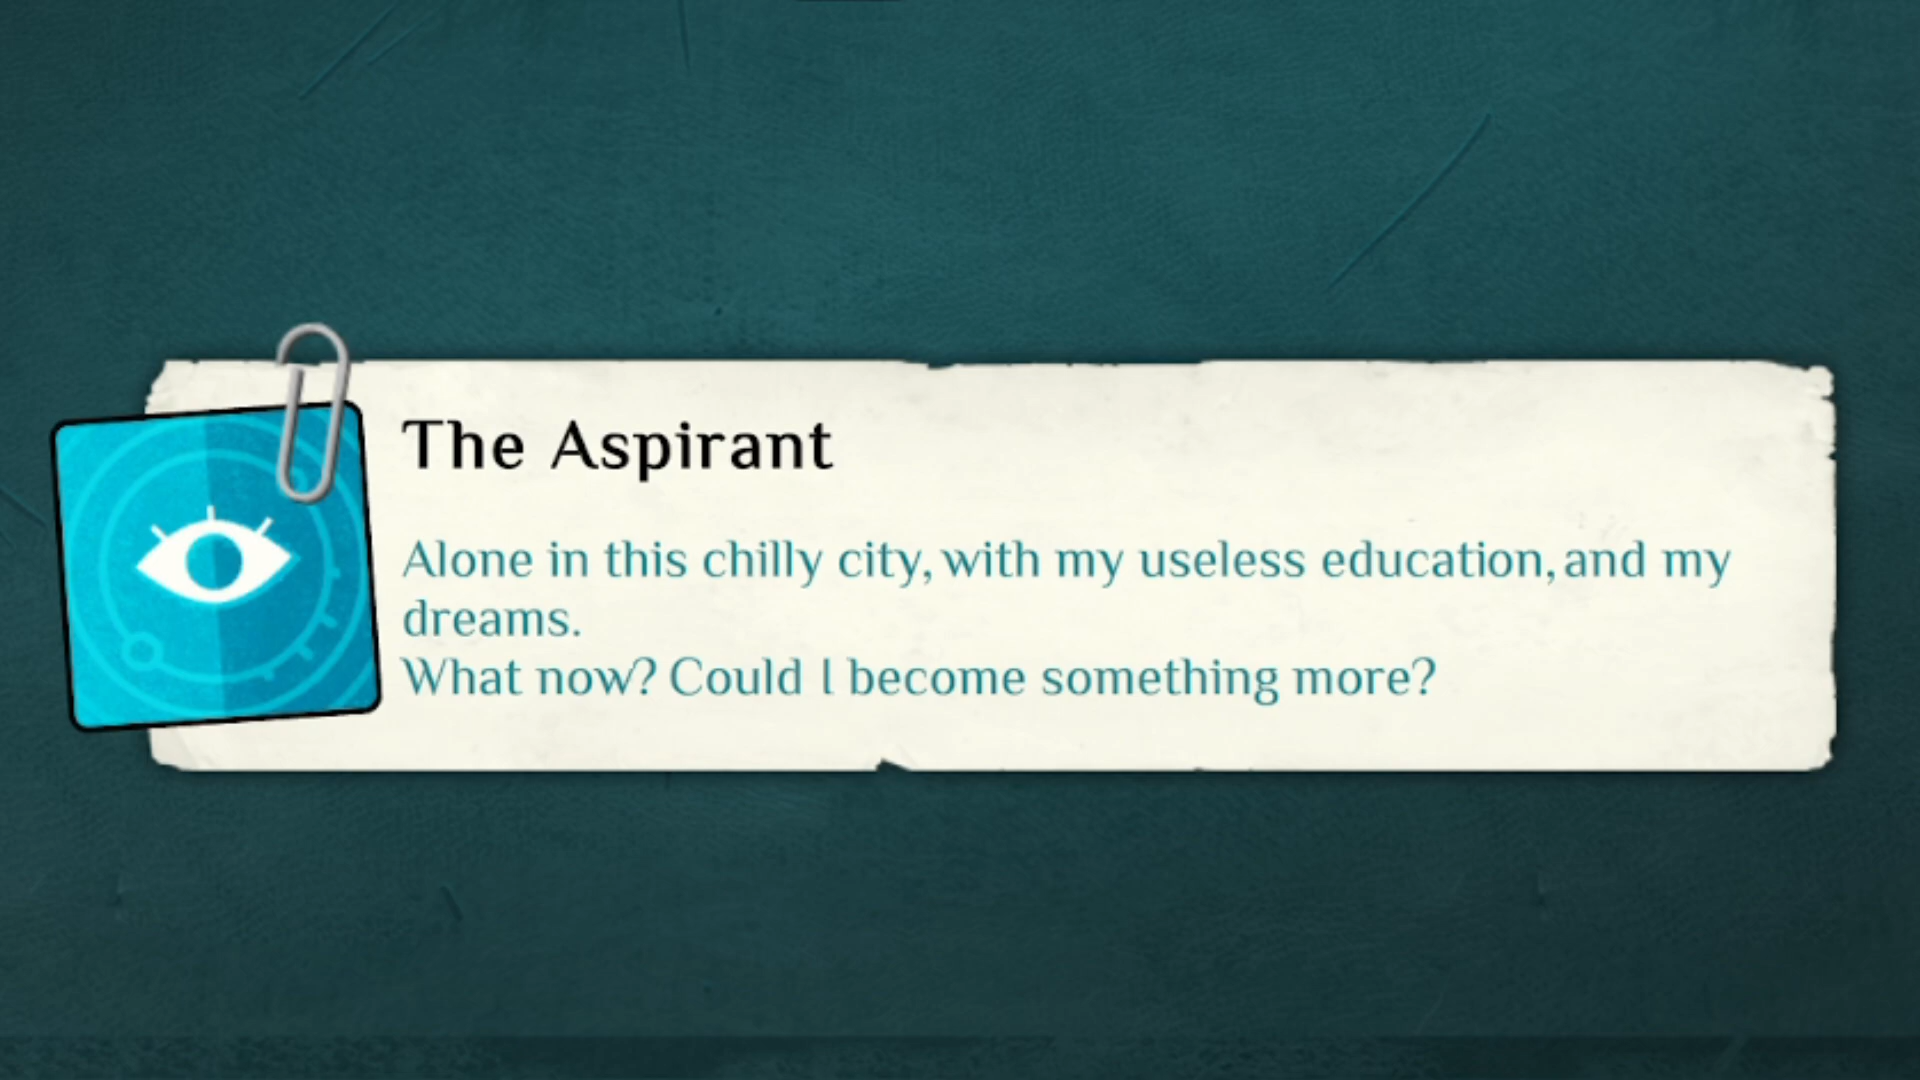 The Aspirant
Alone in this chilly city, with my useless education, and my
dreams.
What now? Could I become something more?